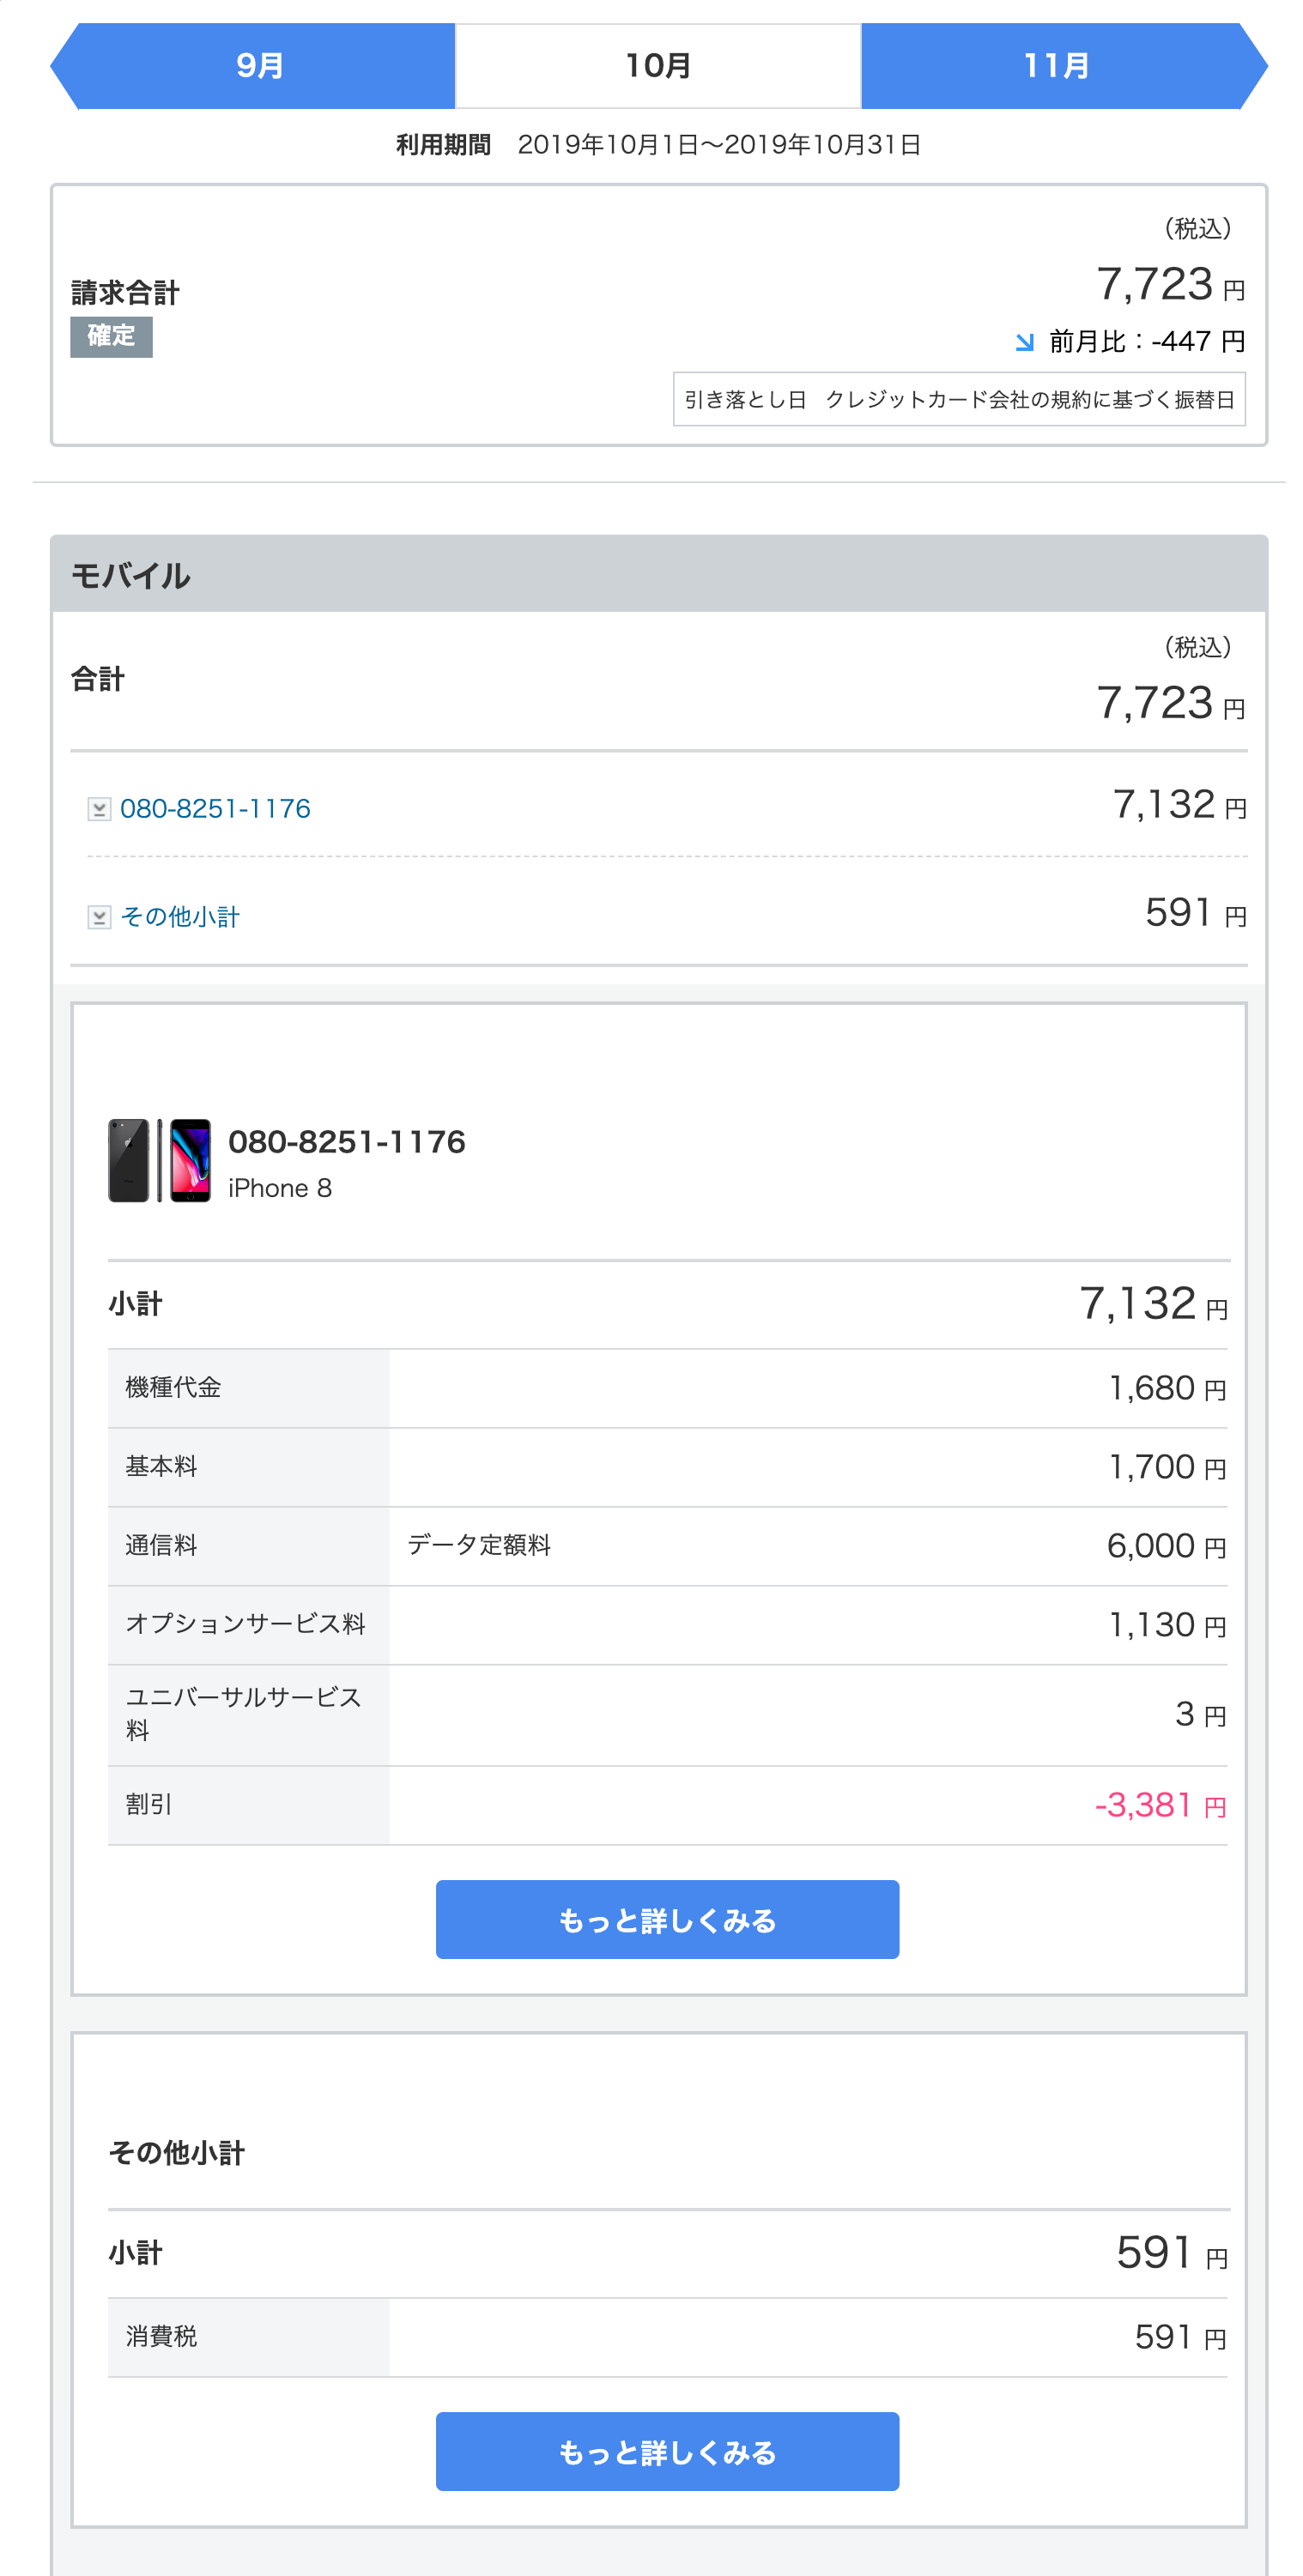 9月 10月 11月
利用期間 2019年10月1日〜2019年10月31日
（税込）
請求合計 7,723 円
確定
前月比：-447 円
引き落とし日 クレジットカード会社の規約に基づく振替日
モバイル
（税込）
合計 7,723 円
080-8251-1176 7,132 円
その他小計 591 円
080-8251-1176
iPhone 8
小計 7,132 円
機種代金 1,680 円
基本料 1,700 円
通信料 データ定額料 6,000 円
オプションサービス料 1,130 円
ユニバーサルサービス
料 3 円
割引 -3,381 円
もっと詳しくみる
その他小計
小計 591 円
消費税 591 円
もっと詳しくみる